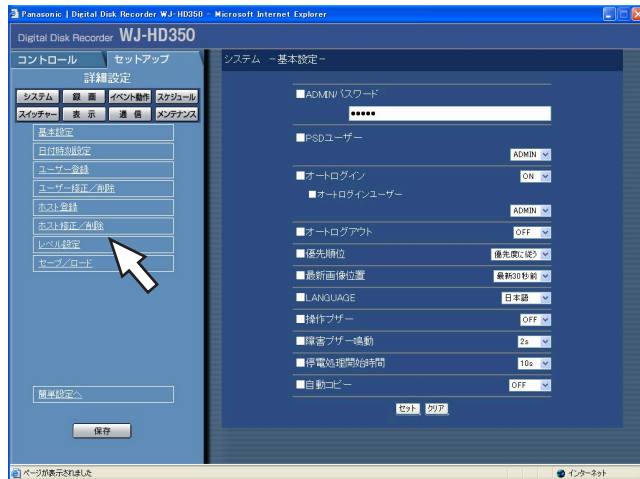 Panasonic | Digital Disk Recorder WJ-HD350 - Microsoft Internet Explorer
Digital Disk Recorder WJ-HD350
コントロール
セットアップ
詳細設定
システム 録 画 イベント動作 スケジュール
スイッチャー 表 示 通 信 メンテナンス
基本設定
日付時刻設定
ユーザー登録
ユーザー修正／削除
ホスト登録
ホスト修正／削除
レベル設定
セーブ／ロード
簡単設定へ
保存
システム －基本設定－
■ADMINパスワード
●●●●●
■PSDユーザー
ADMIN
■オートログイン ON
■オートログインユーザー
ADMIN
■オートログアウト OFF
■優先順位 優先度に従う
■最新画像位置 最新30秒前
■LANGUAGE 日本語
■操作ブザー OFF
■障害ブザー鳴動 2s
■停電処理開始時間 10s
■自動コピー OFF
セット クリア
ページが表示されました
インターネット